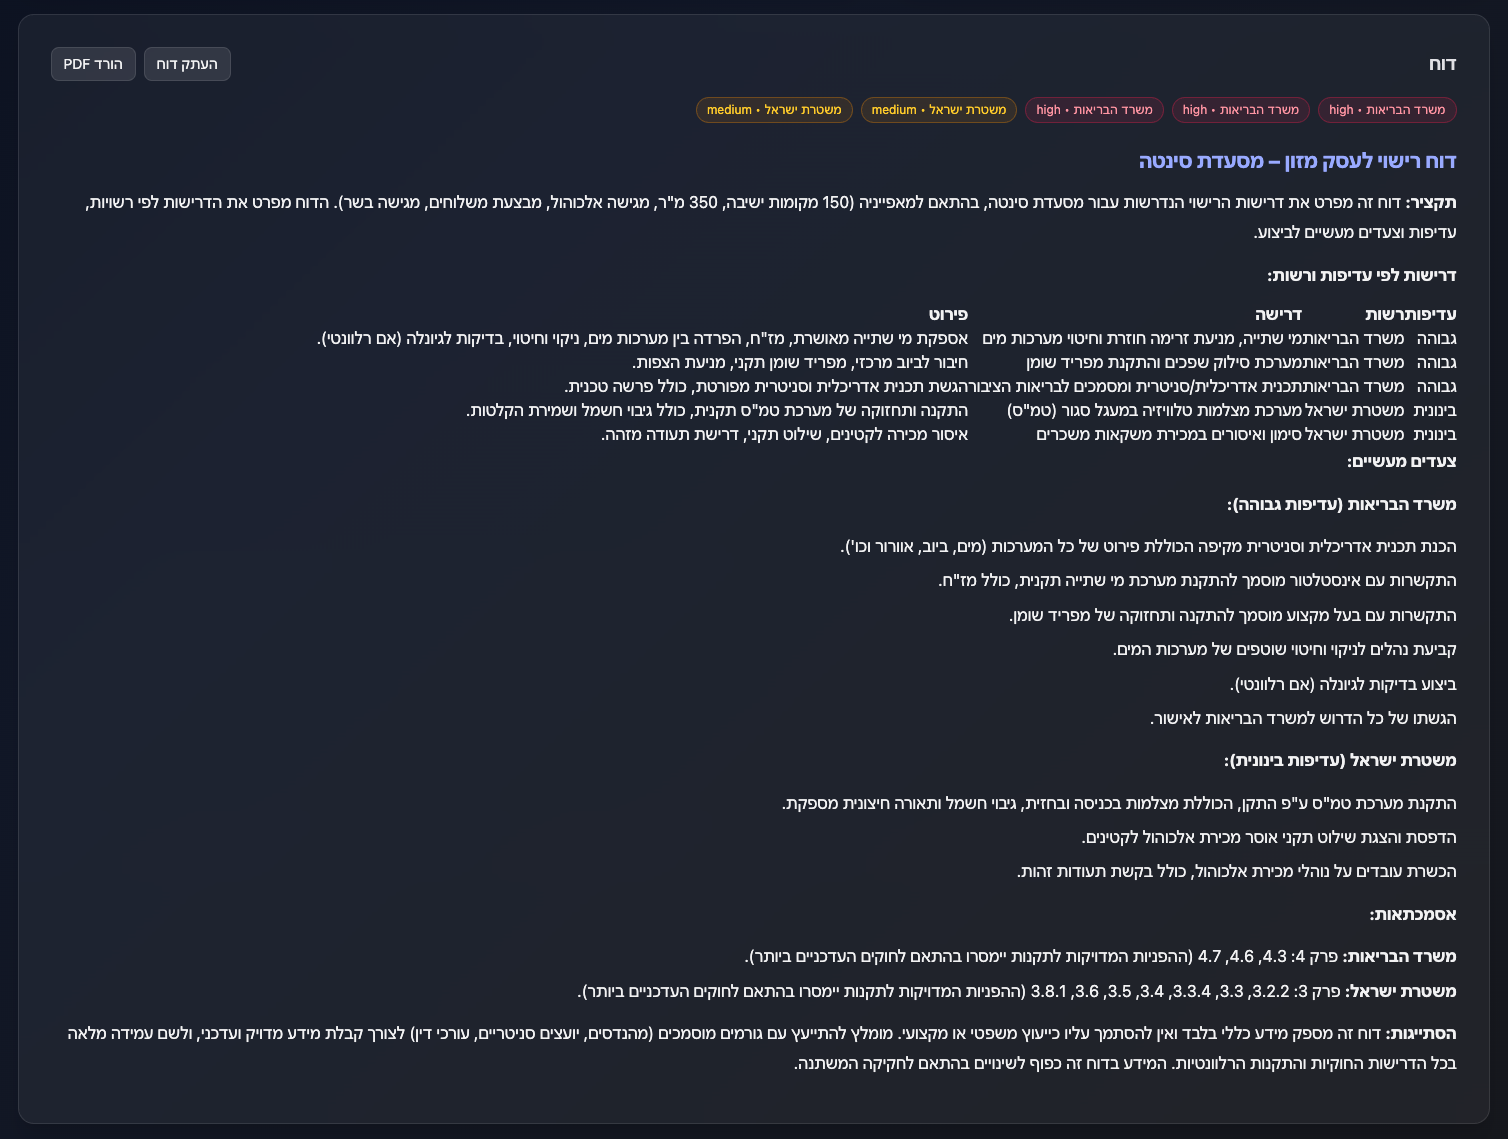 דוח
העתק דוח
הורד PDF
משרד הבריאות • high
משרד הבריאות • high
משרד הבריאות • high
משטרת ישראל • medium
משטרת ישראל • medium
דוח רישוי לעסק מזון – מסעדת סינטה
תקציר: דוח זה מפרט את דרישות הרישוי הנדרשות עבור מסעדת סינטה, בהתאם למאפייניה (150 מקומות ישיבה, 350 מ"ר, מגישה אלכוהול, מבצעת משלוחים, מגישה בשר). הדוח מפרט את הדרישות לפי רשויות,
עדיפות וצעדים מעשיים לביצוע.
דרישות לפי עדיפות ורשות:
עדיפות רשות דרישה פירוט
גבוהה משרד הבריאות מי שתייה, מניעת זרימה חוזרת וחיטוי מערכות מים אספקת מי שתייה מאושרת, מז"ח, הפרדה בין מערכות מים, ניקוי וחיטוי, בדיקות לגיונלה (אם רלוונטי).
גבוהה משרד הבריאות מערכת סילוק שפכים והתקנת מפריד שומן חיבור לביוב מרכזי, מפריד שומן תקני, מניעת הצפות.
גבוהה משרד הבריאות תכנית אדריכלית/סניטרית ומסמכים לבריאות הציבור הגשת תכנית אדריכלית וסניטרית מפורטת, כולל פרשה טכנית.
בינונית משטרת ישראל מערכת מצלמות טלוויזיה במעגל סגור (טמ"ס) התקנה ותחזוקה של מערכת טמ"ס תקנית, כולל גיבוי חשמל ושמירת הקלטות.
בינונית משטרת ישראל סימון ואיסורים במכירת משקאות משכרים איסור מכירה לקטינים, שילוט תקני, דרישת תעודה מזהה.
צעדים מעשיים:
משרד הבריאות (עדיפות גבוהה):
הכנת תכנית אדריכלית וסניטרית מקיפה הכוללת פירוט של כל המערכות (מים, ביוב, אוורור וכו').
התקשרות עם אינסטלטור מוסמך להתקנת מערכת מי שתייה תקנית, כולל מז"ח.
התקשרות עם בעל מקצוע מוסמך להתקנה ותחזוקה של מפריד שומן.
קביעת נהלים לניקוי וחיטוי שוטפים של מערכות המים.
ביצוע בדיקות לגיונלה (אם רלוונטי).
הגשתו של כל הדרוש למשרד הבריאות לאישור.
משטרת ישראל (עדיפות בינונית):
התקנת מערכת טמ"ס ע"פ התקן, הכוללת מצלמות בכניסה ובחזית, גיבוי חשמל ותאורה חיצונית מספקת.
הדפסת והצגת שילוט תקני אוסר מכירת אלכוהול לקטינים.
הכשרת עובדים על נוהלי מכירת אלכוהול, כולל בקשת תעודות זהות.
אסמכתאות:
משרד הבריאות: פרק 4: 4.3, 4.6, 4.7 (ההפניות המדויקות לתקנות יימסרו בהתאם לחוקים העדכניים ביותר).
משטרת ישראל: פרק 3: 3.2.2, 3.3, 3.3.4, 3.4, 3.5, 3.6, 3.8.1 (ההפניות המדויקות לתקנות יימסרו בהתאם לחוקים העדכניים ביותר).
הסתייגות: דוח זה מספק מידע כללי בלבד ואין להסתמך עליו כייעוץ משפטי או מקצועי. מומלץ להתייעץ עם גורמים מוסמכים (מהנדסים, יועצים סניטריים, עורכי דין) לצורך קבלת מידע מדויק ועדכני, ולשם עמידה מלאה
בכל הדרישות החוקיות והתקנות הרלוונטיות. המידע בדוח זה כפוף לשינויים בהתאם לחקיקה המשתנה.